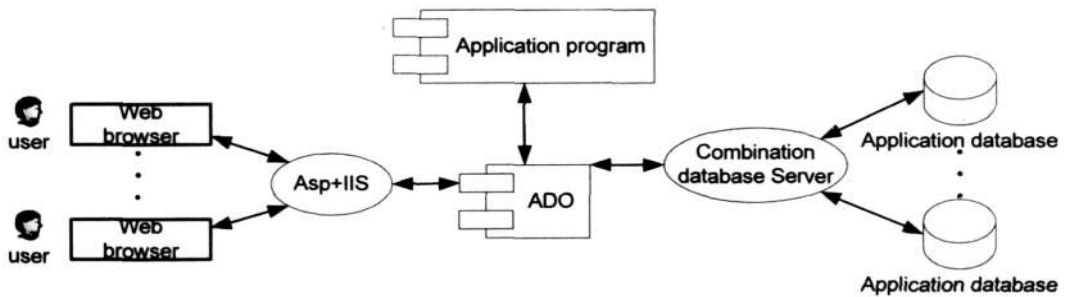 Application program
Web
browser
user
Asp+IIS
ADO
Combination
database Server
Application database
Web
browser
user
Application database